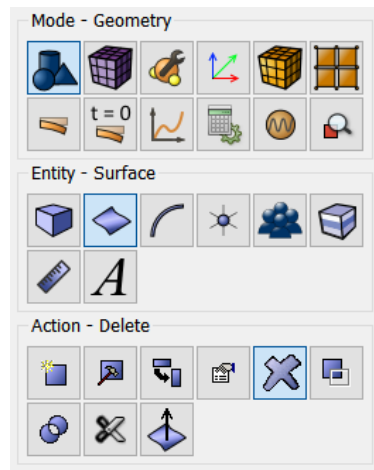 Mode - Geometry
t = 0
Entity - Surface
A
Action - Delete